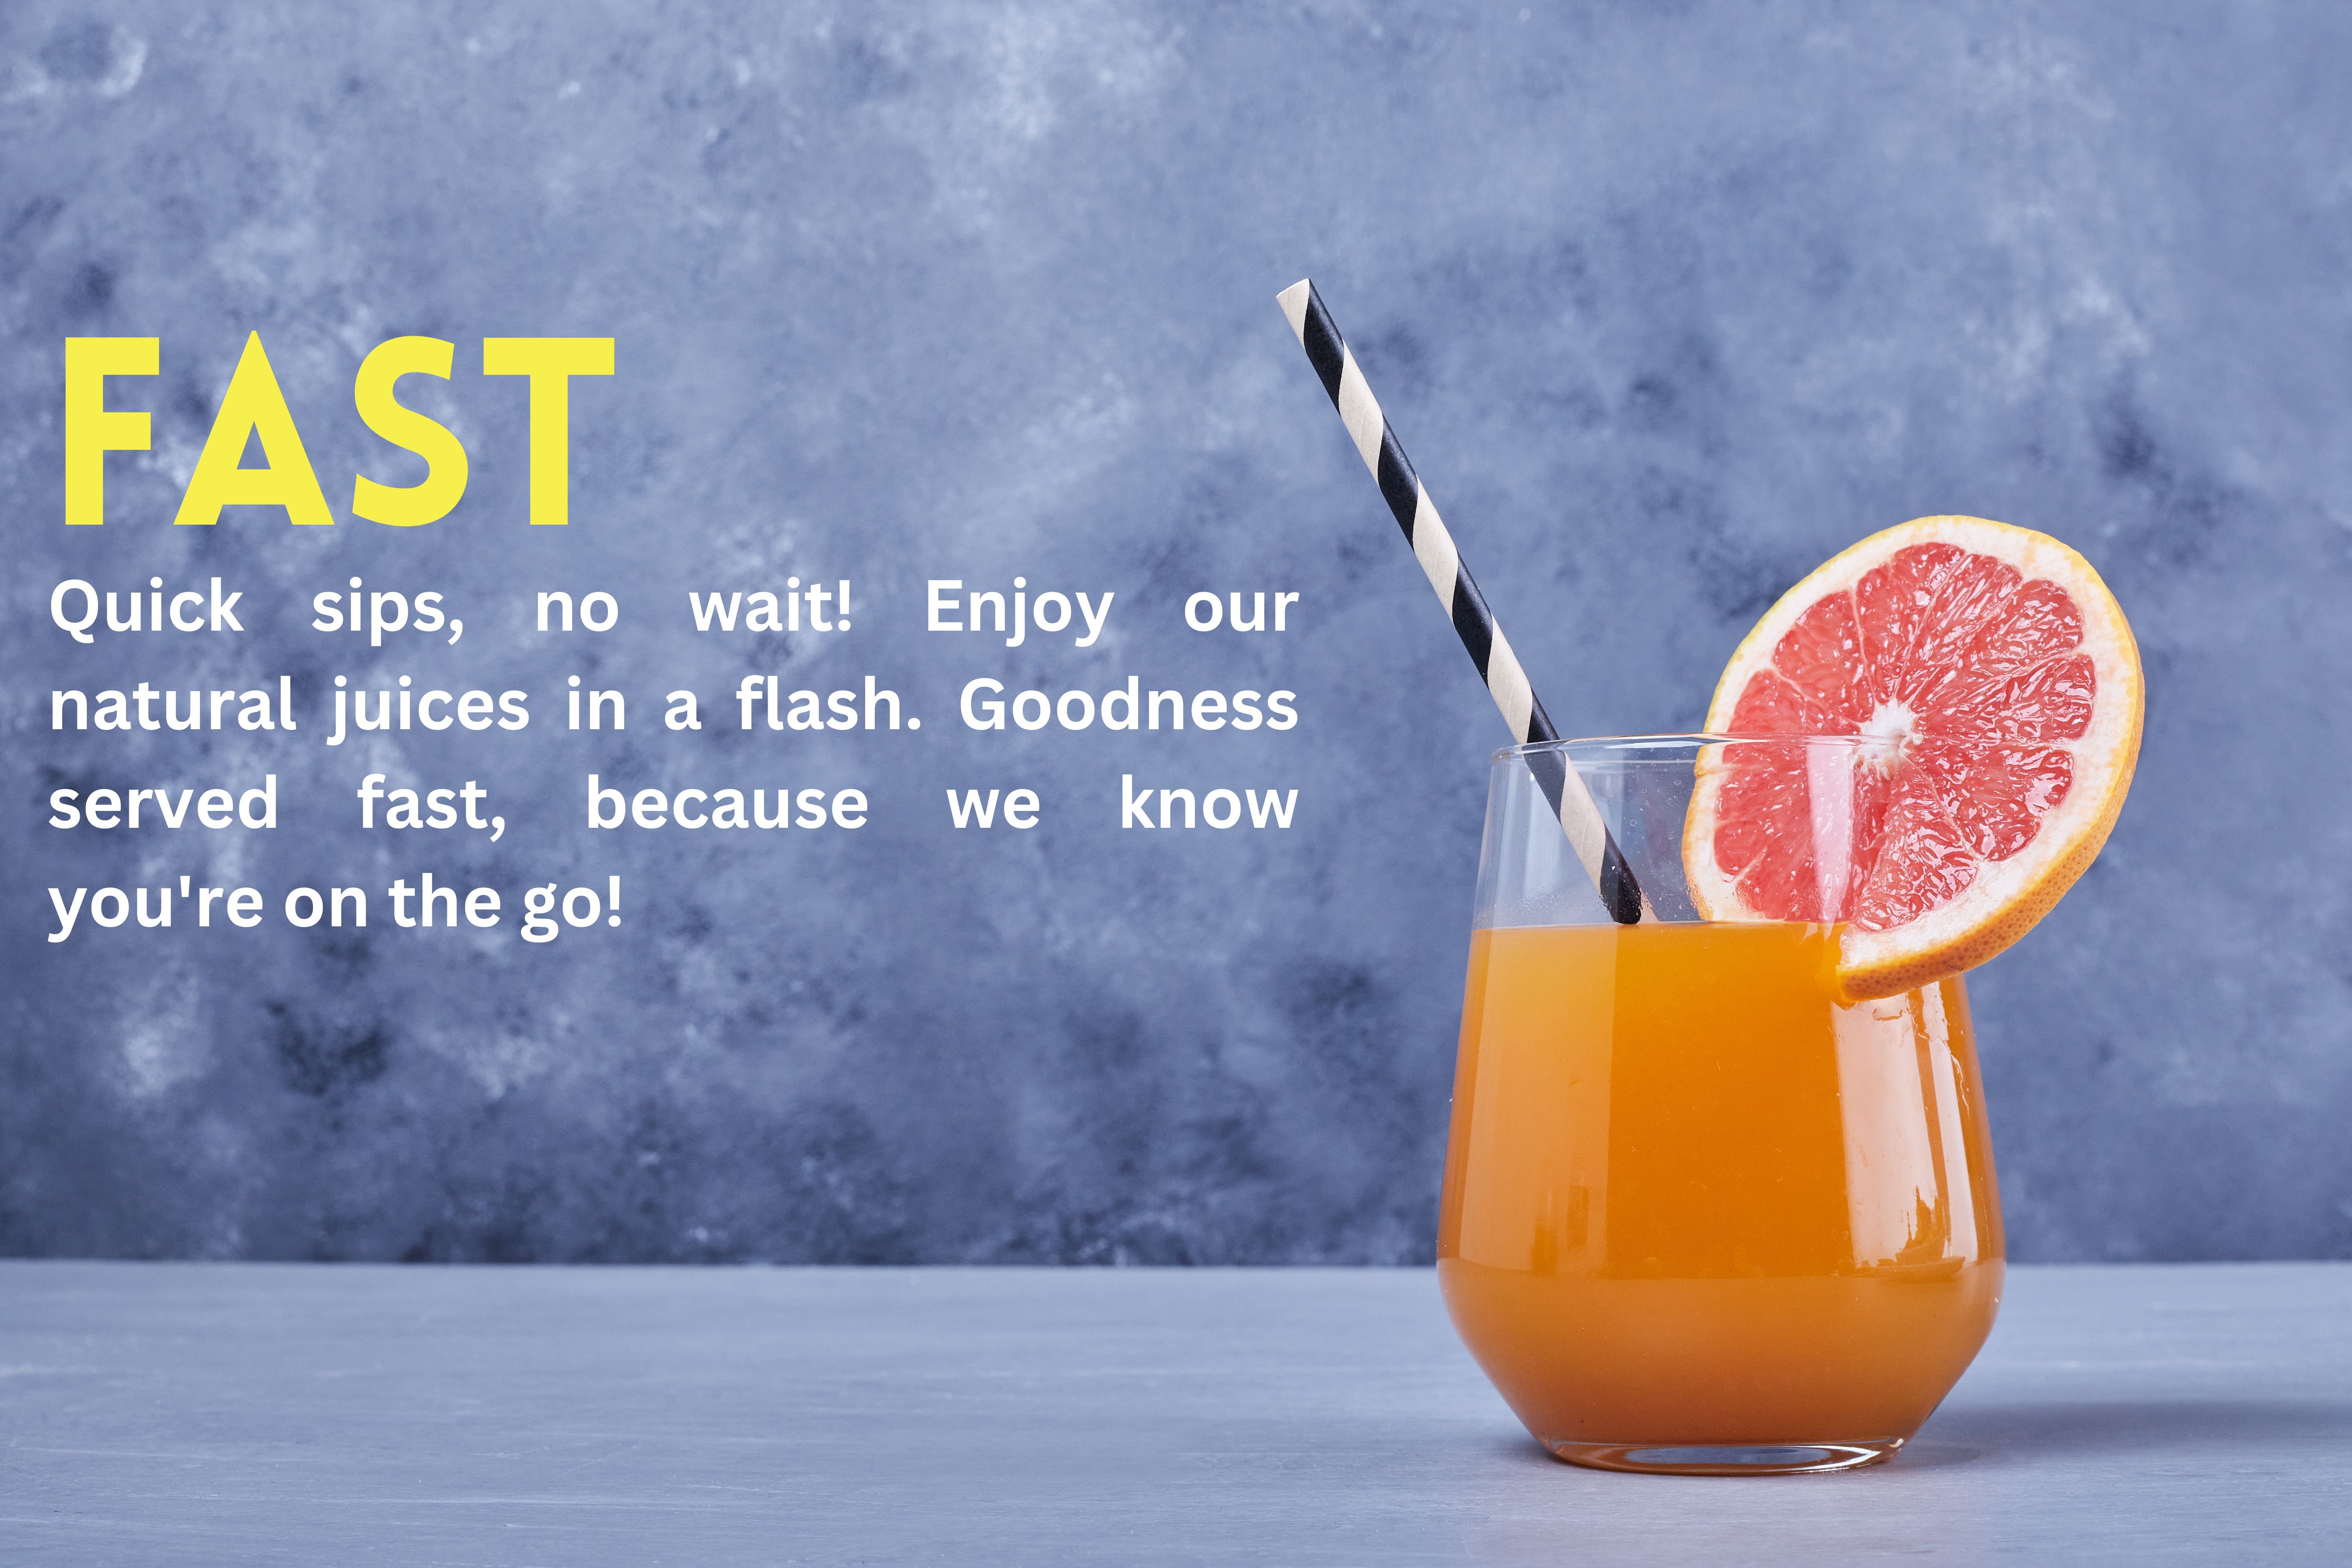 FAST
Quick sips, no wait! Enjoy our
natural juices in a flash. Goodness
served fast, because we know
you're on the go!